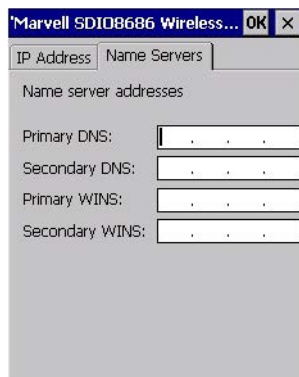 'Marvell SDIO8686 Wireless... OK ×
IP Address Name Servers
Name server addresses
Primary DNS: . . .
Secondary DNS: . . .
Primary WINS: . . .
Secondary WINS: . . .